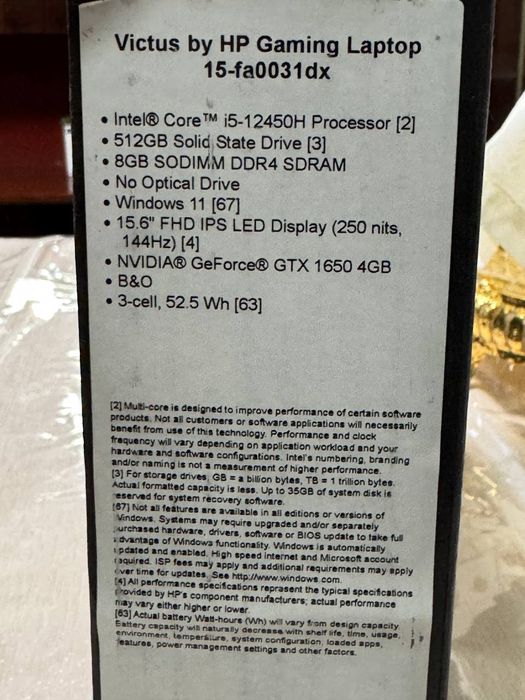 Victus by HP Gaming Laptop
15-fa0031dx
• Intel® Core™ i5-12450H Processor [2]
• 512GB Solid State Drive [3]
• 8GB SODIMM DDR4 SDRAM
• No Optical Drive
• Windows 11 [67]
• 15.6" FHD IPS LED Display (250 nits,
144Hz) [4]
• NVIDIA® GeForce® GTX 1650 4GB
• B&O
• 3-cell, 52.5 Wh [63]
[2] Multi-core is designed to improve performance of certain software
products. Not all customers or software applications will necessarily
benefit from use of this technology. Performance and clock
frequency will vary depending on application workload and your
hardware and software configurations. Intel's numbering, branding
and/or naming is not a measurement of higher performance.
[3] For storage drives, GB = a billion bytes, TB = 1 trillion bytes.
Actual formatted capacity is less. Up to 35GB of system disk is
reserved for system recovery software.
[67] Not all features are available in all editions or versions of
Windows. Systems may require upgraded and/or separately
purchased hardware, drivers, software or BIOS update to take full
advantage of Windows functionality. Windows is automatically
updated and enabled. High speed internet and Microsoft account
required. ISP fees may apply and additional requirements may apply
over time for updates. See http://www.windows.com.
[4] All performance specifications represent the typical specifications
provided by HP's component manufacturers; actual performance
may vary either higher or lower.
[63] Actual battery Watt-hours (Wh) will vary from design capacity.
Battery capacity will naturally decrease with shelf life, time, usage,
environment, temperature, system configuration, loaded apps,
features, power management settings and other factors.